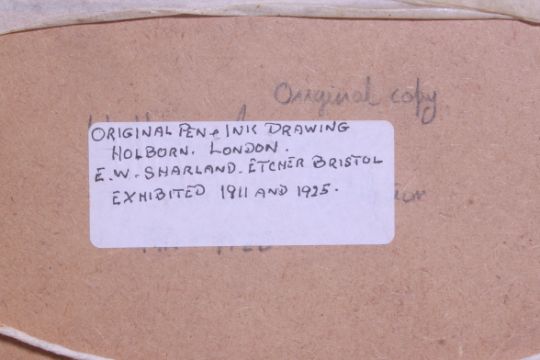 Original copy
ORIGINAL PEN & INK DRAWING
HOLBORN. LONDON.
E.W. SHARLAND. ETCHER BRISTOL
EXHIBITED 1911 AND 1925.